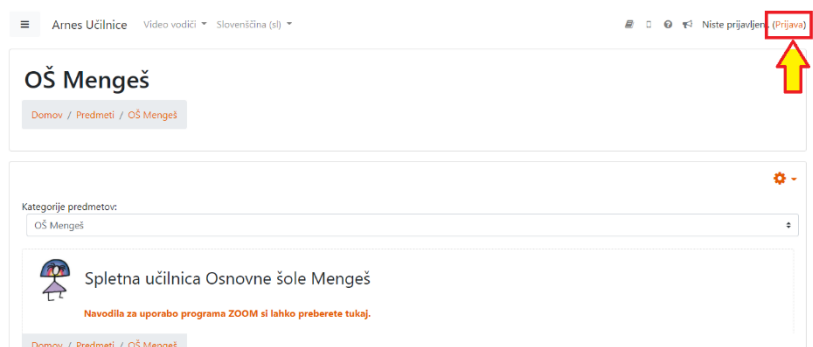 Arnes Učilnice Video vodiči Slovenščina (sl) Niste prijavljeni. (Prijava)
OŠ Mengeš
Domov / Predmeti / OŠ Mengeš
Kategorije predmetov:
OŠ Mengeš
Spletna učilnica Osnovne šole Mengeš
Navodila za uporabo programa ZOOM si lahko preberete tukaj.
Domov / Predmeti / OŠ Mengeš